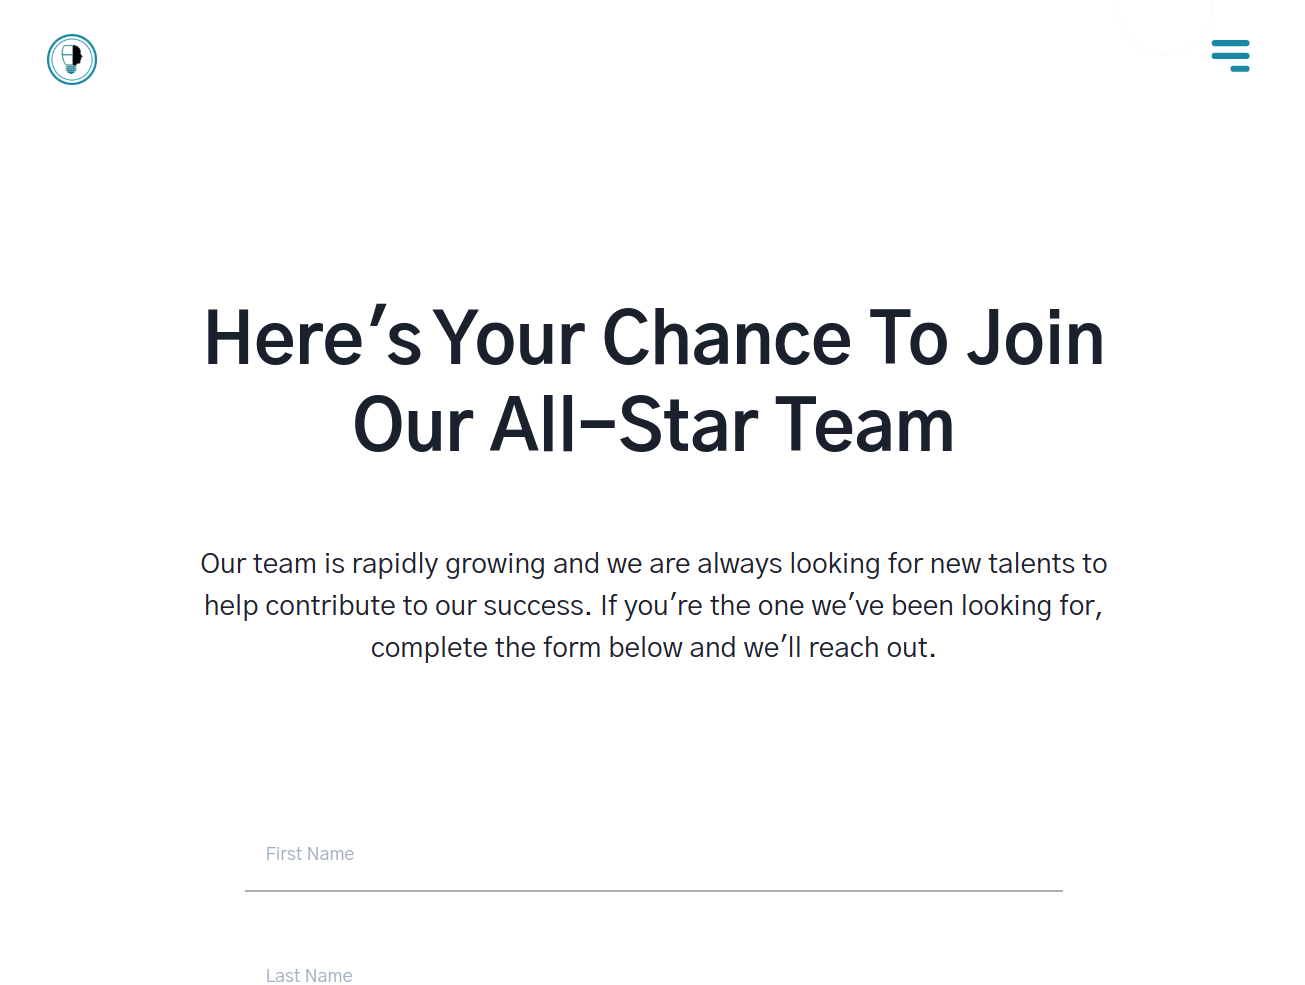 Here's Your Chance To Join
Our All-Star Team
Our team is rapidly growing and we are always looking for new talents to
help contribute to our success. If you're the one we've been looking for,
complete the form below and we'll reach out.
First Name
Last Name